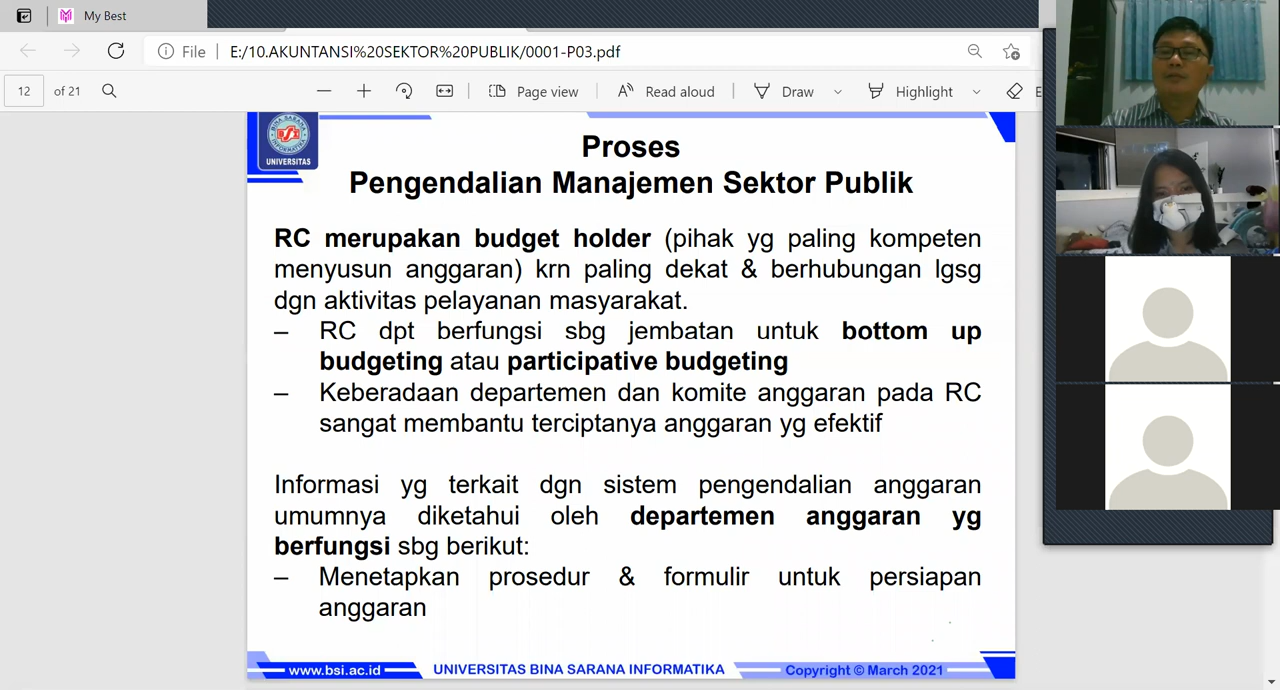 My Best
File
E:/10.AKUNTANSI%20SEKTOR%20PUBLIK/0001-P03.pdf
12 of 21
Page view
Read aloud
Draw
Highlight
E
BINA SARANA INFORMATIKA
UNIVERSITAS
Proses
Pengendalian Manajemen Sektor Publik
RC merupakan budget holder (pihak yg paling kompeten
menyusun anggaran) krn paling dekat & berhubungan lgsg
dgn aktivitas pelayanan masyarakat.
– RC dpt berfungsi sbg jembatan untuk bottom up
budgeting atau participative budgeting
– Keberadaan departemen dan komite anggaran pada RC
sangat membantu terciptanya anggaran yg efektif
Informasi yg terkait dgn sistem pengendalian anggaran
umumnya diketahui oleh departemen anggaran yg
berfungsi sbg berikut:
– Menetapkan prosedur & formulir untuk persiapan
anggaran
www.bsi.ac.id
UNIVERSITAS BINA SARANA INFORMATIKA
Copyright © March 2021